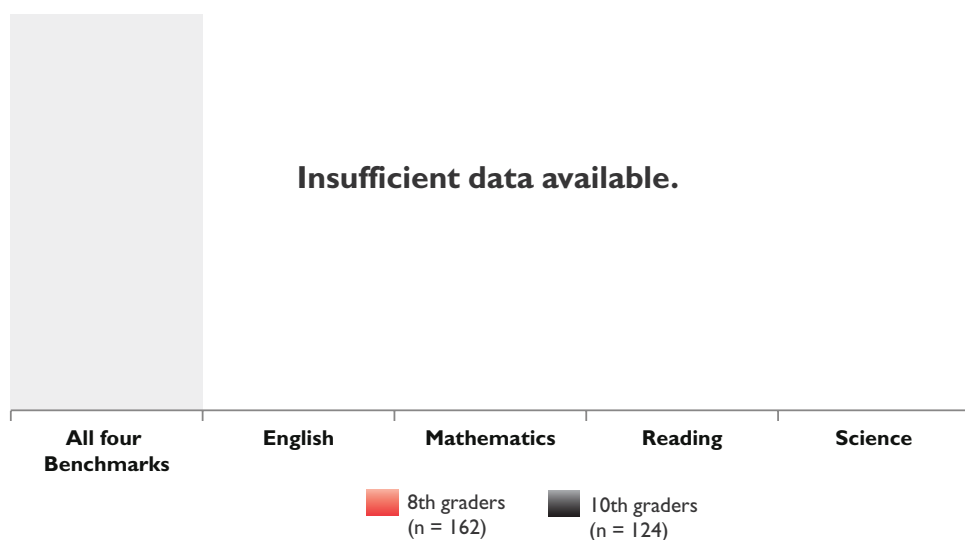 Insufficient data available.
All four
Benchmarks
English
Mathematics
Reading
Science
8th graders
(n = 162)
10th graders
(n = 124)